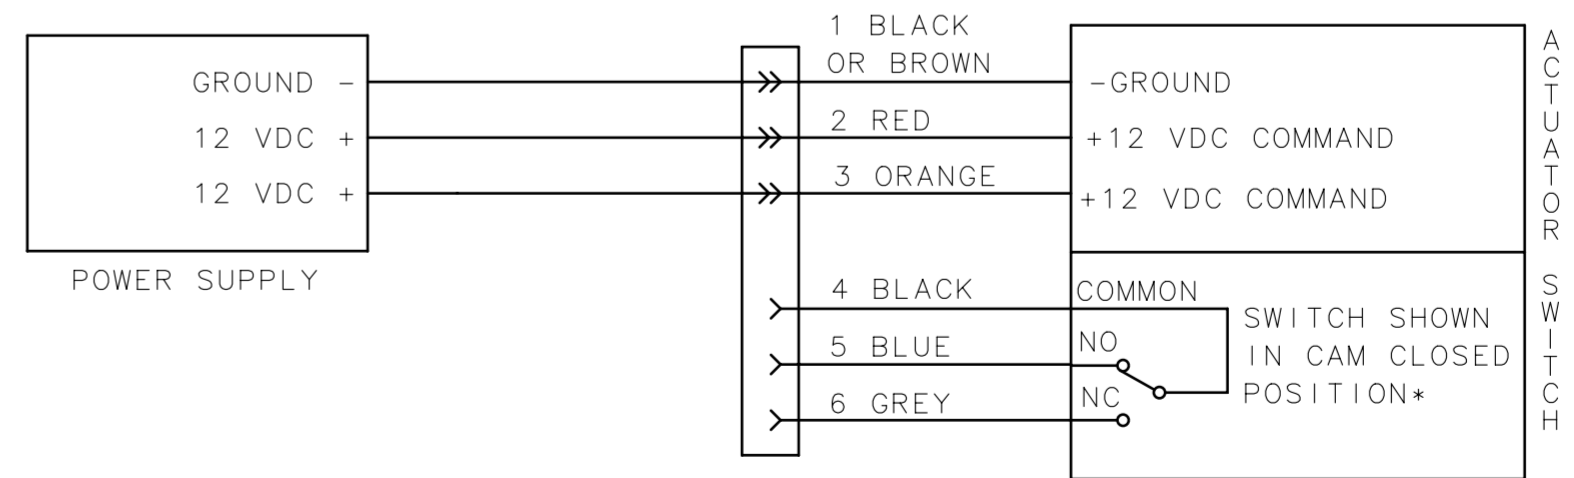 GROUND -
12 VDC +
12 VDC +
POWER SUPPLY
1 BLACK
OR BROWN
2 RED
3 ORANGE
4 BLACK
5 BLUE
6 GREY
-GROUND
+12 VDC COMMAND
+12 VDC COMMAND
COMMON
NO
NC
SWITCH SHOWN
IN CAM CLOSED
POSITION*
ACTUATOR
SWITCH